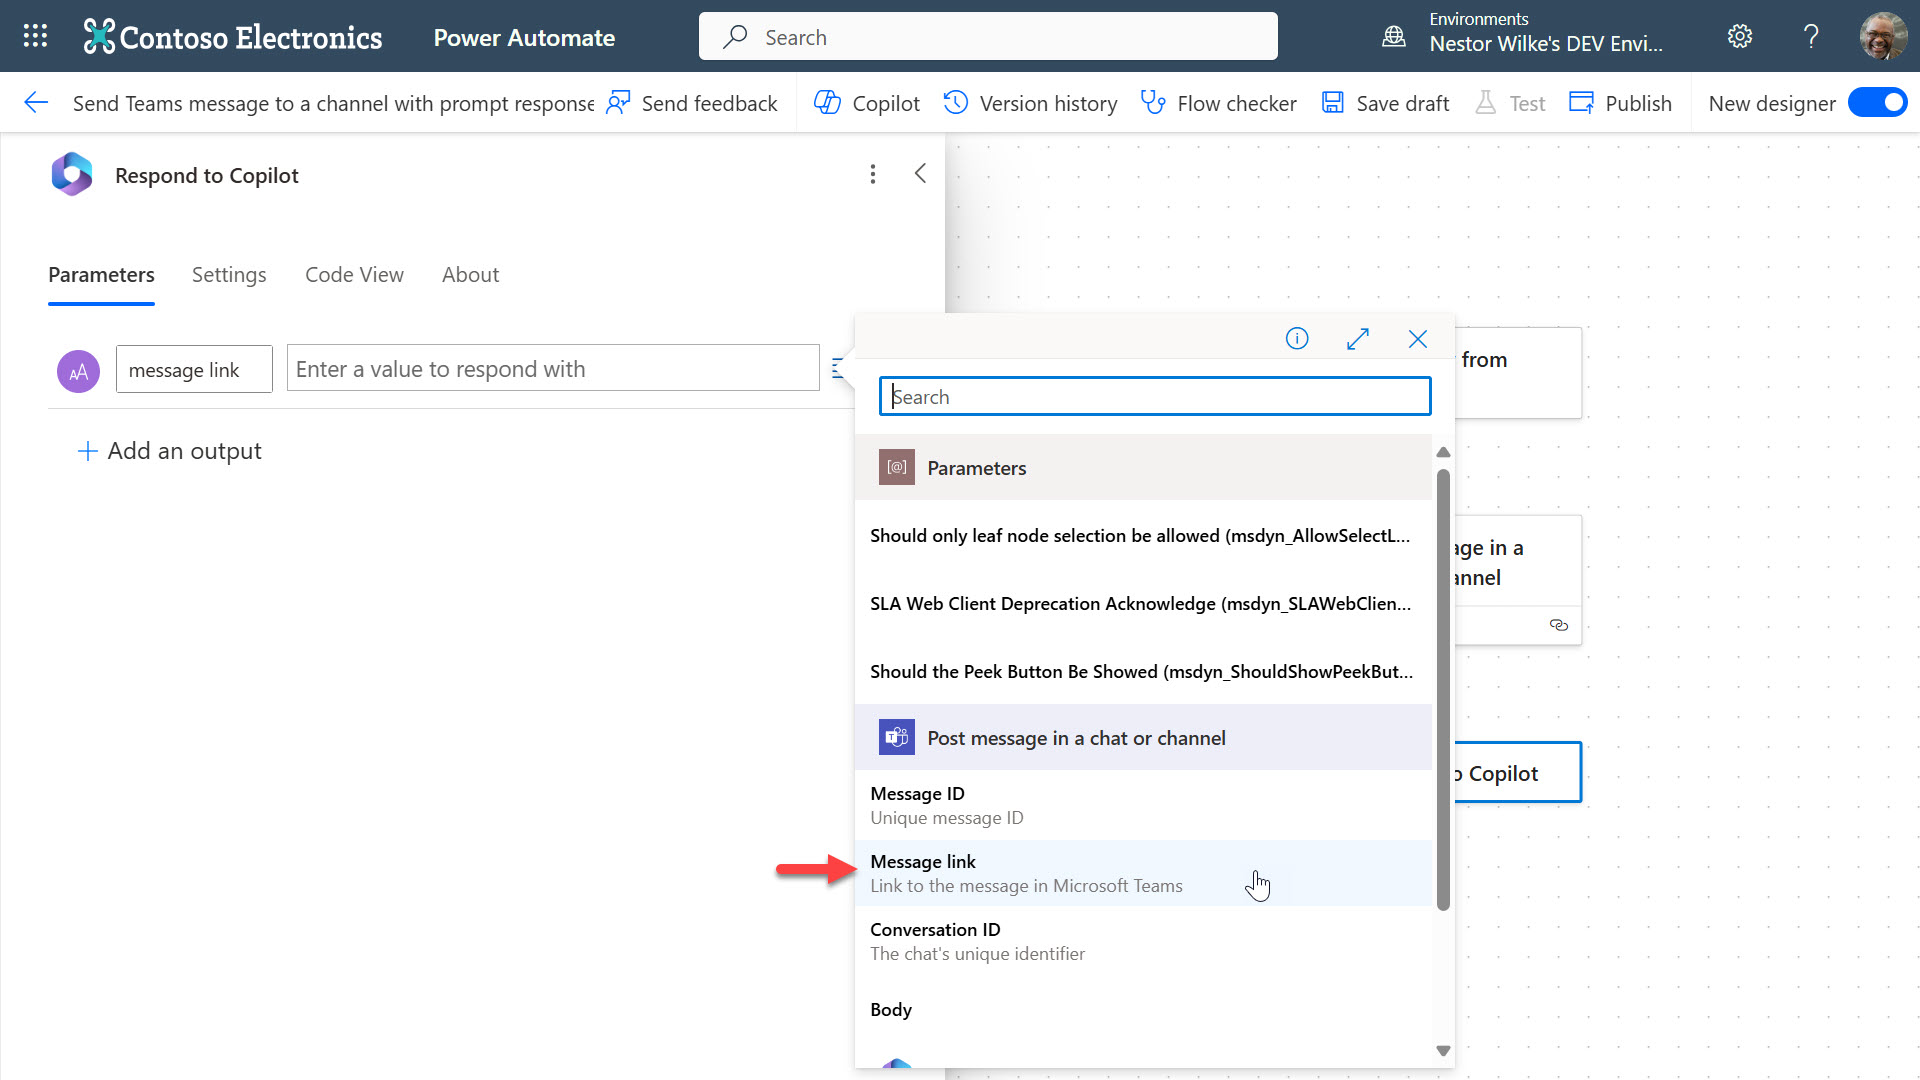 Contoso Electronics
Power Automate
Search
Environments
Nestor Wilke's DEV Envi...
Send Teams message to a channel with prompt response
Send feedback
Copilot
Version history
Flow checker
Save draft
Test
Publish
New designer
Respond to Copilot
Parameters
Settings
Code View
About
message link
Enter a value to respond with
Add an output
Search
Parameters
Should only leaf node selection be allowed (msdyn_AllowSelectL...
SLA Web Client Deprecation Acknowledge (msdyn_SLAWebClien...
Should the Peek Button Be Showed (msdyn_ShouldShowPeekBut...
Post message in a chat or channel
Message ID
Unique message ID
Message link
Link to the message in Microsoft Teams
Conversation ID
The chat's unique identifier
Body
from
age in a
annel
o Copilot